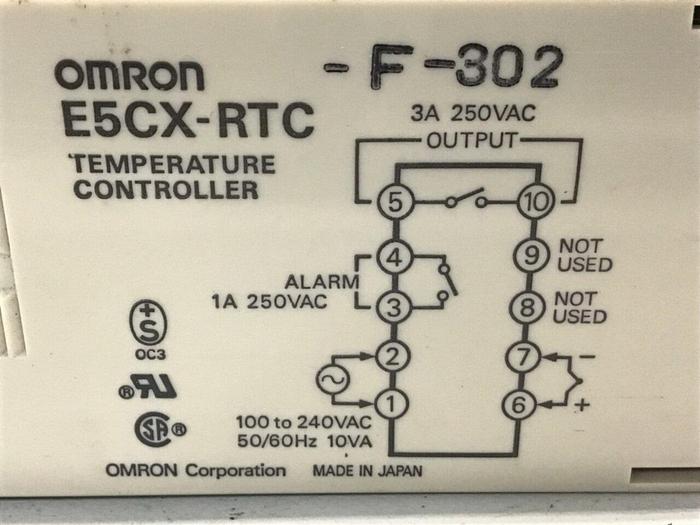 OMRON -F-302
E5CX-RTC
TEMPERATURE
CONTROLLER
3A 250VAC
OUTPUT
5 10
4 9 NOT
USED
ALARM
1A 250VAC
3 8 NOT
USED
2 7 −
1 6 +
100 to 240VAC
50/60Hz 10VA
+S
OC3
®RU
SA®
OMRON Corporation MADE IN JAPAN